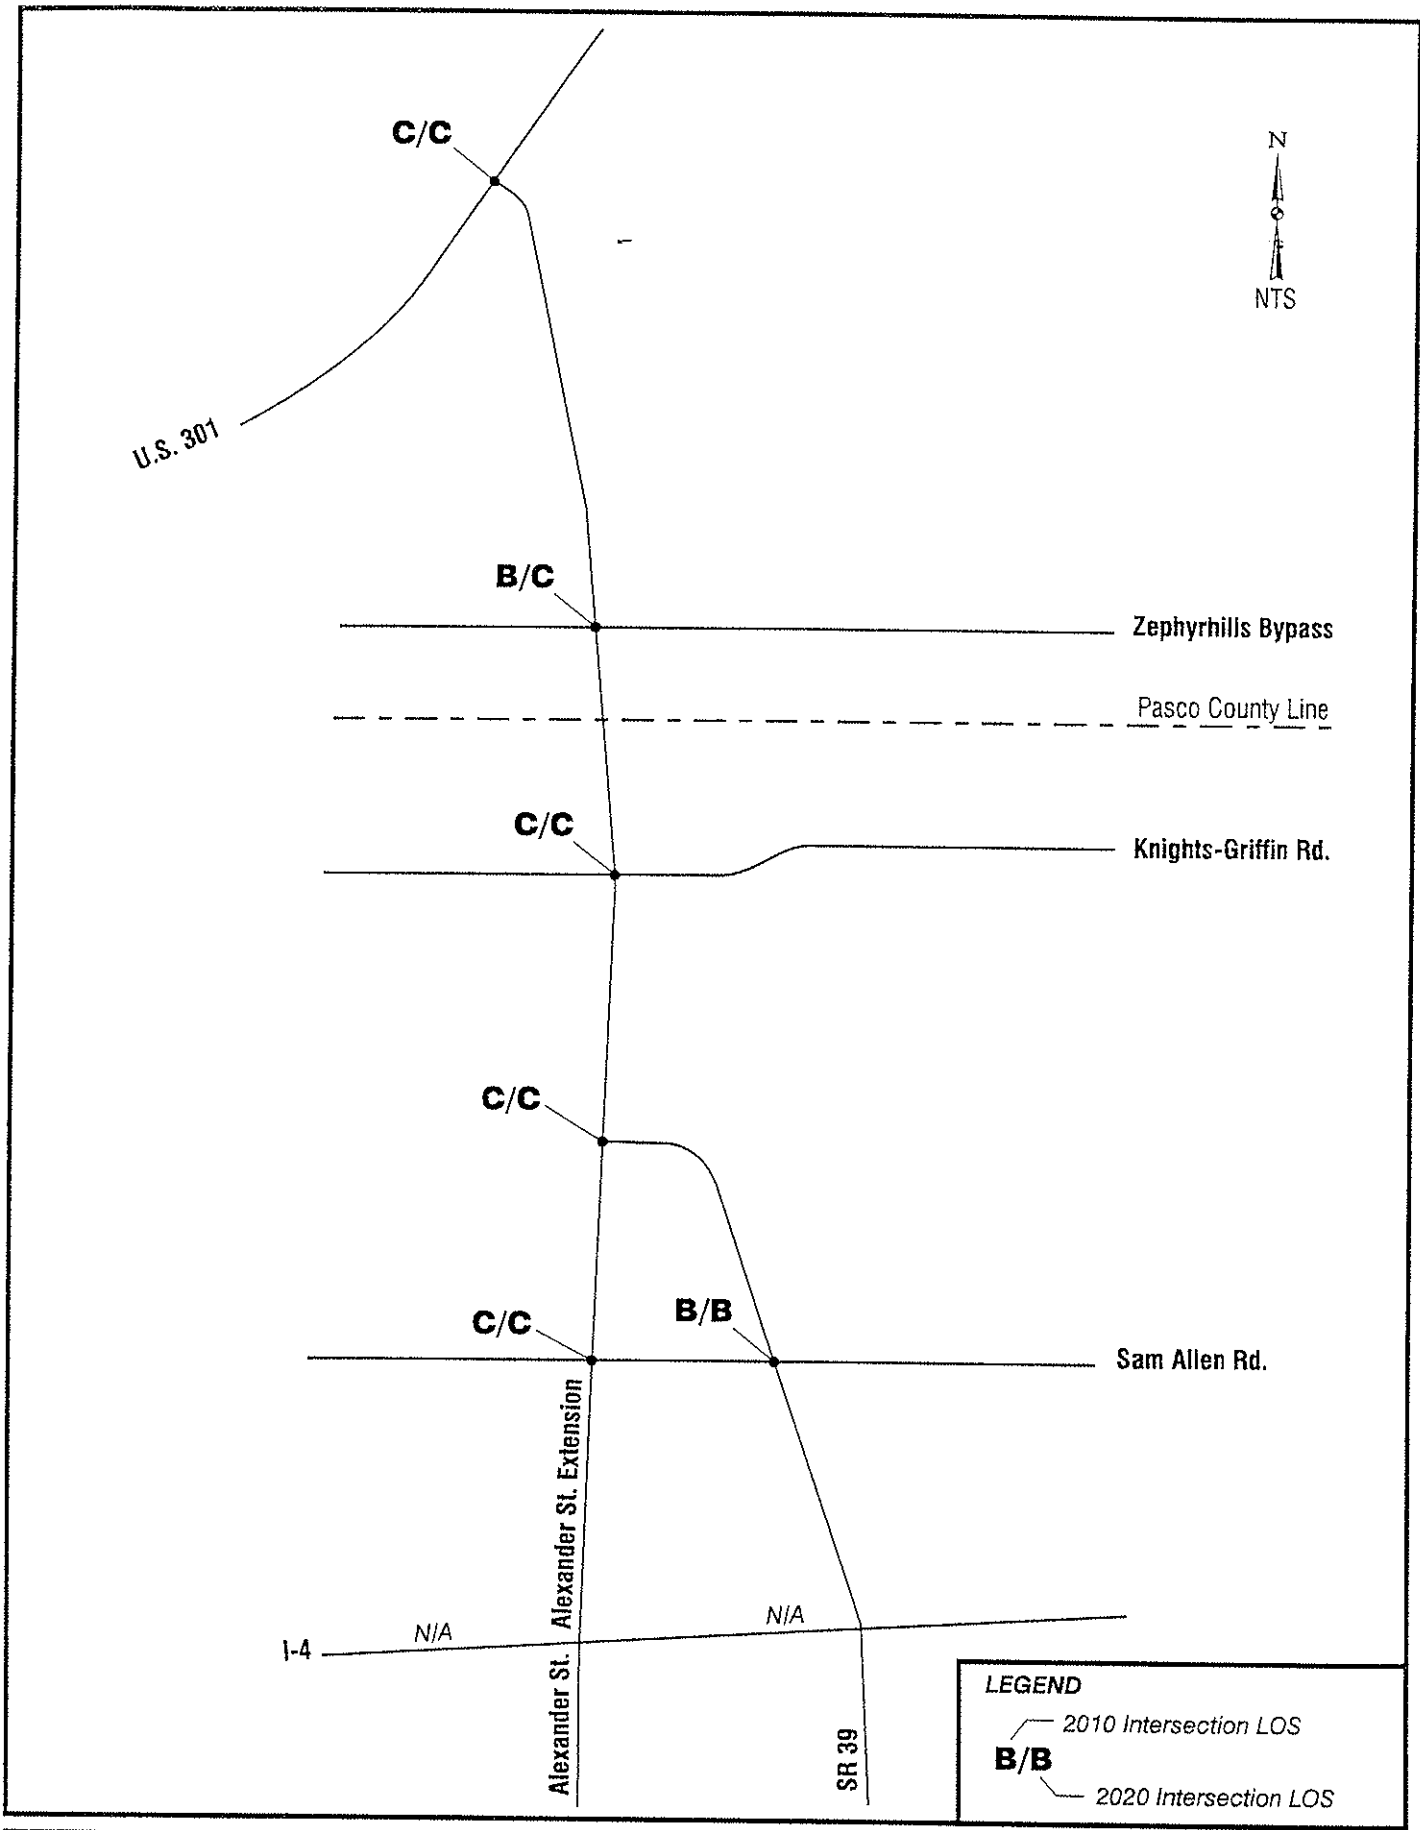 C/C
N
NTS
U.S. 301
B/C
Zephyrhills Bypass
Pasco County Line
C/C
Knights-Griffin Rd.
C/C
C/C
B/B
Sam Allen Rd.
Alexander St. Extension
N/A
N/A
I-4
Alexander St.
SR 39
LEGEND
2010 Intersection LOS
B/B
2020 Intersection LOS